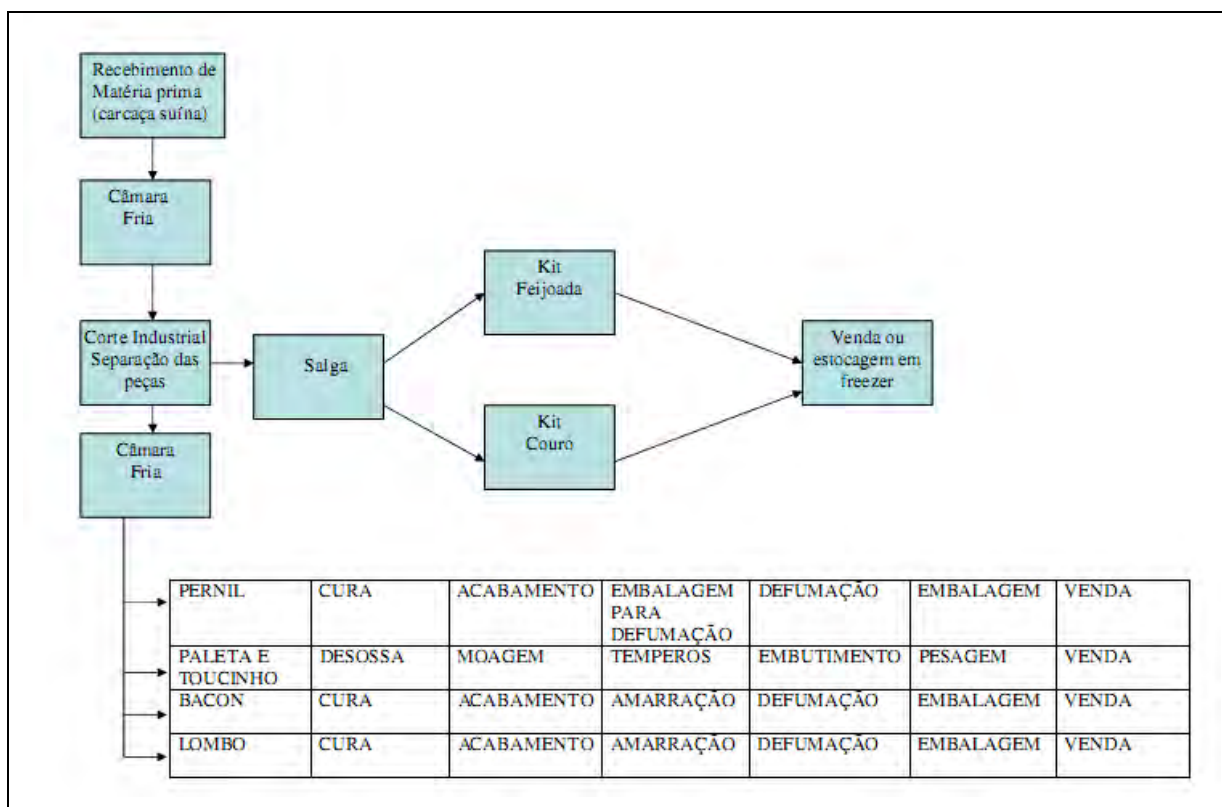 Recebimento de
Matéria prima
(carcaça suína)
Câmara
Fria
Corte Industrial
Separação das
peças
Salga
Kit
Feijoada
Kit
Couro
Venda ou
estocagem em
freezer
Câmara
Fria
PERNIL CURA ACABAMENTO EMBALAGEM PARA DEFUMAÇÃO DEFUMAÇÃO EMBALAGEM VENDA
PALETA E TOUCINHO DESOSSA MOAGEM TEMPEROS EMBUTIMENTO PESAGEM VENDA
BACON CURA ACABAMENTO AMARRAÇÃO DEFUMAÇÃO EMBALAGEM VENDA
LOMBO CURA ACABAMENTO AMARRAÇÃO DEFUMAÇÃO EMBALAGEM VENDA